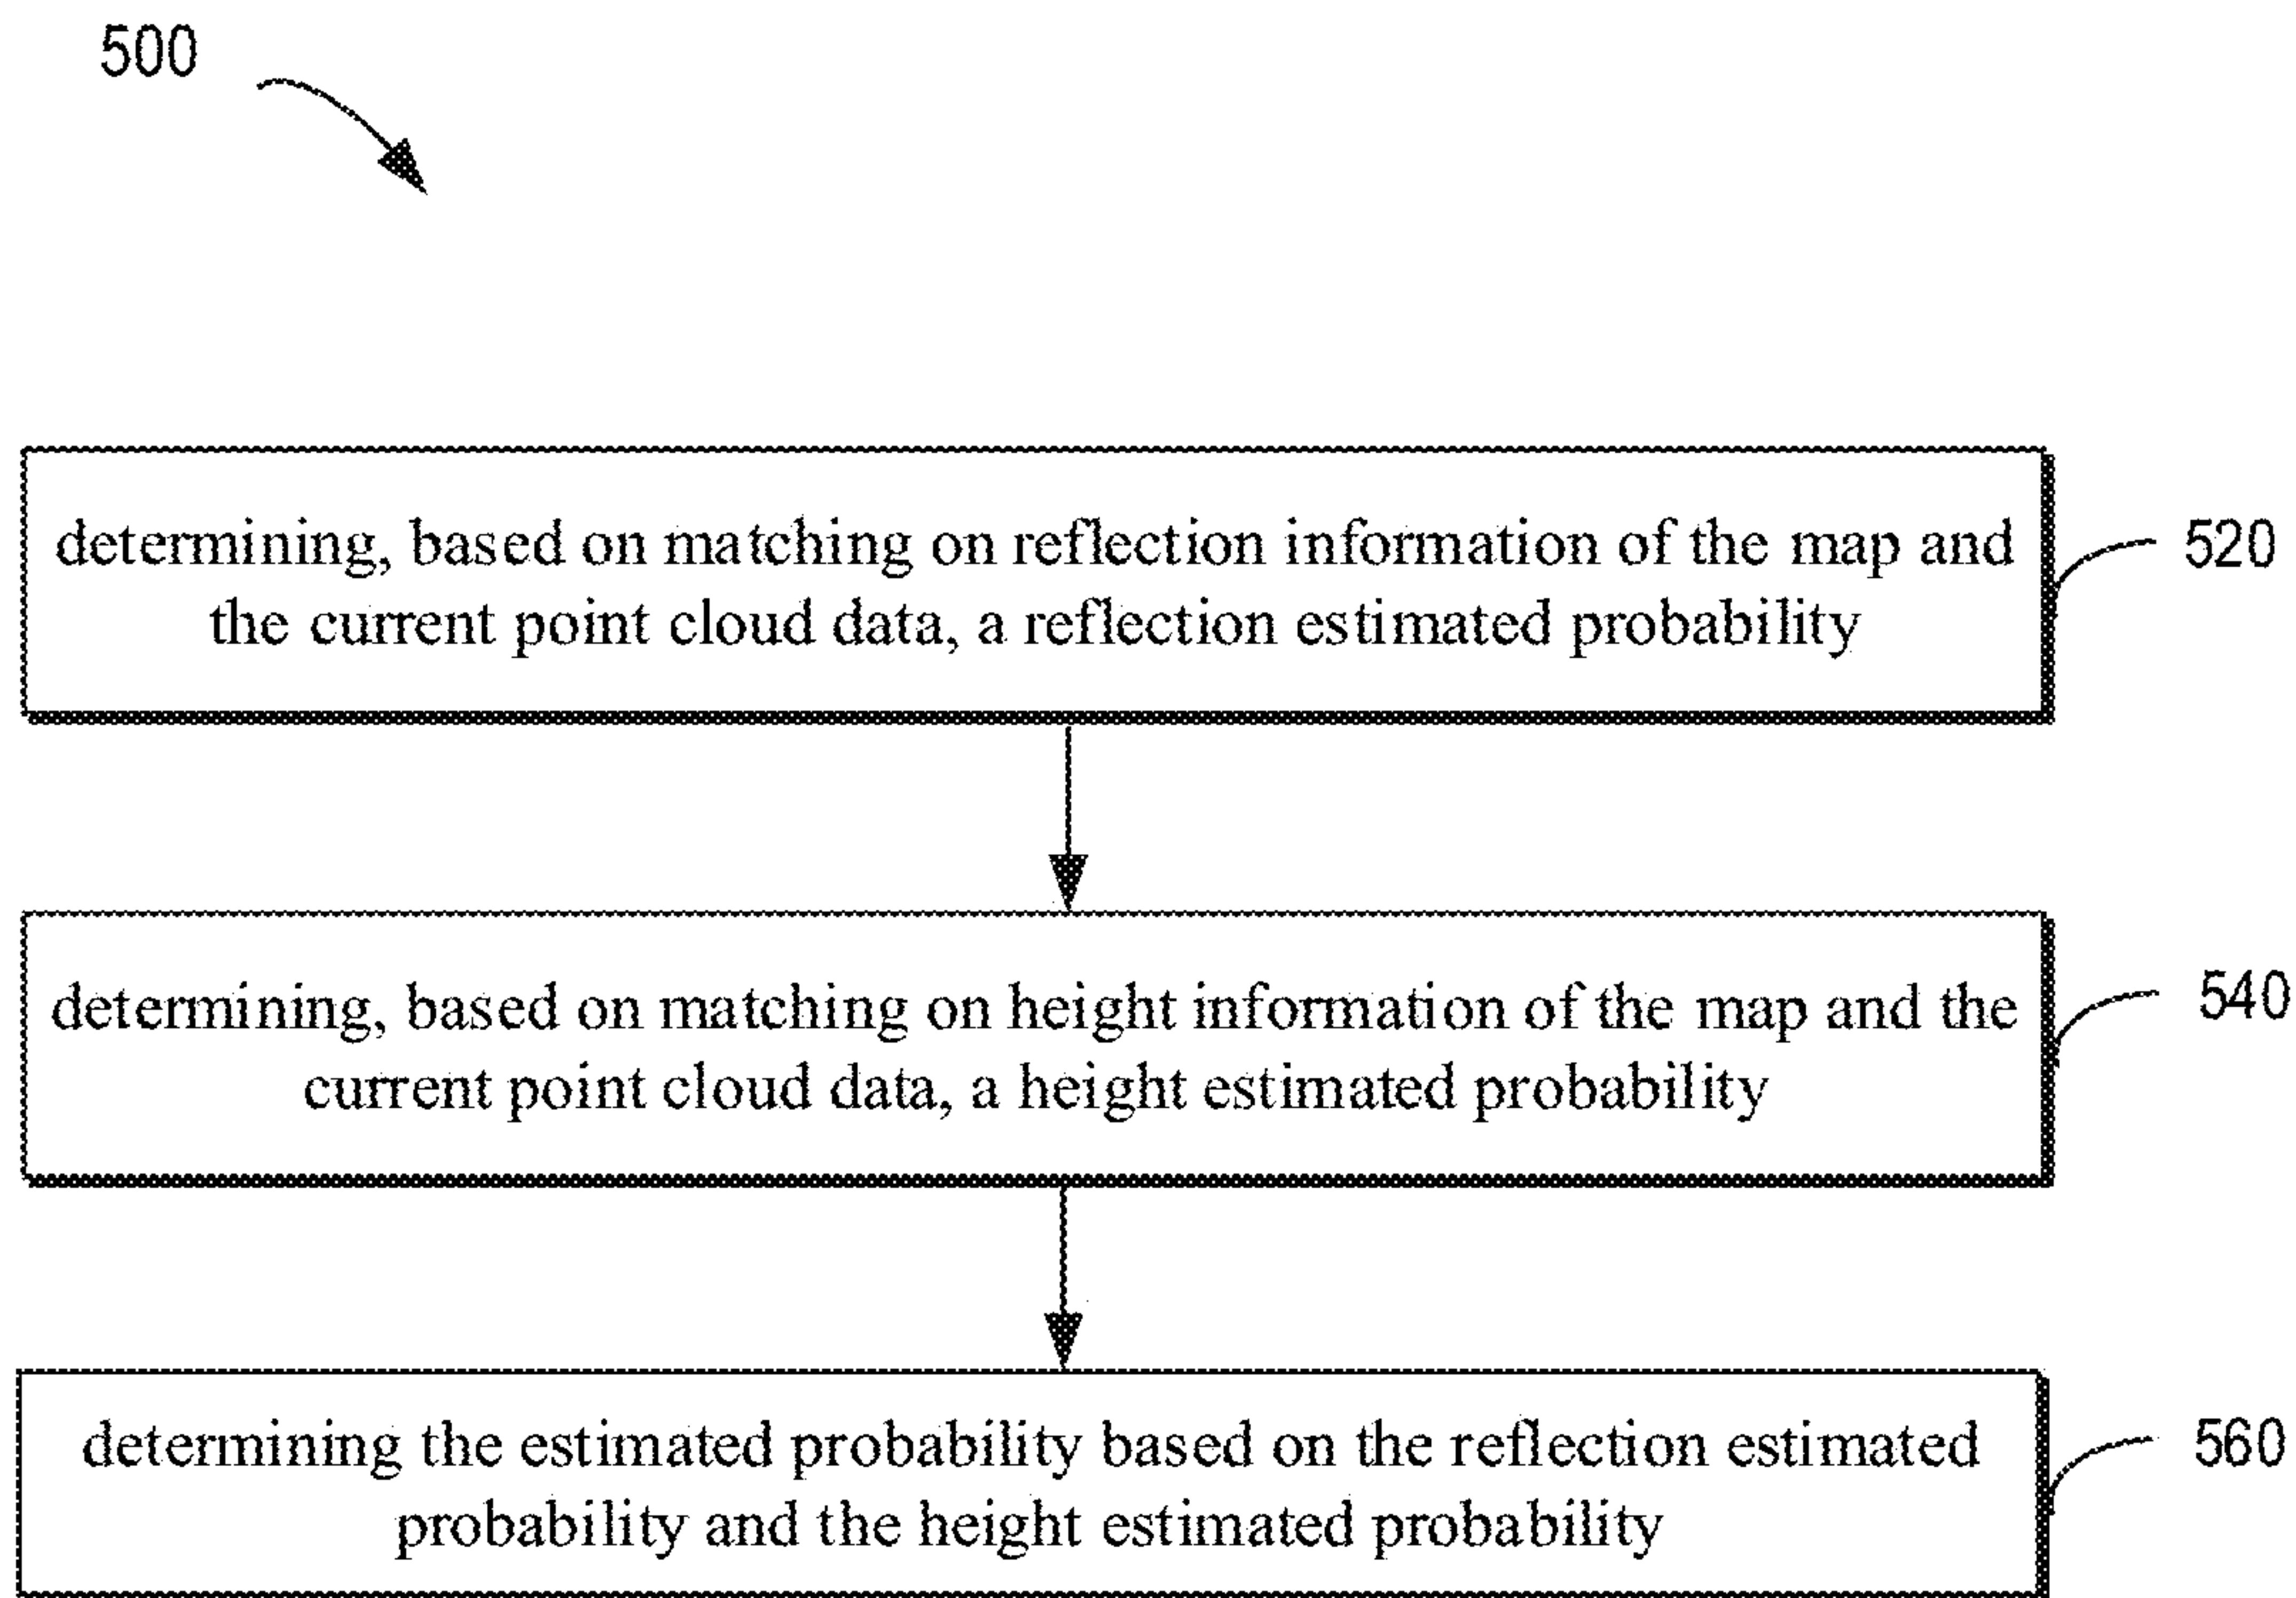 500
determining, based on matching on reflection information of the map and
the current point cloud data, a reflection estimated probability
520
determining, based on matching on height information of the map and the
current point cloud data, a height estimated probability
540
determining the estimated probability based on the reflection estimated
probability and the height estimated probability
560